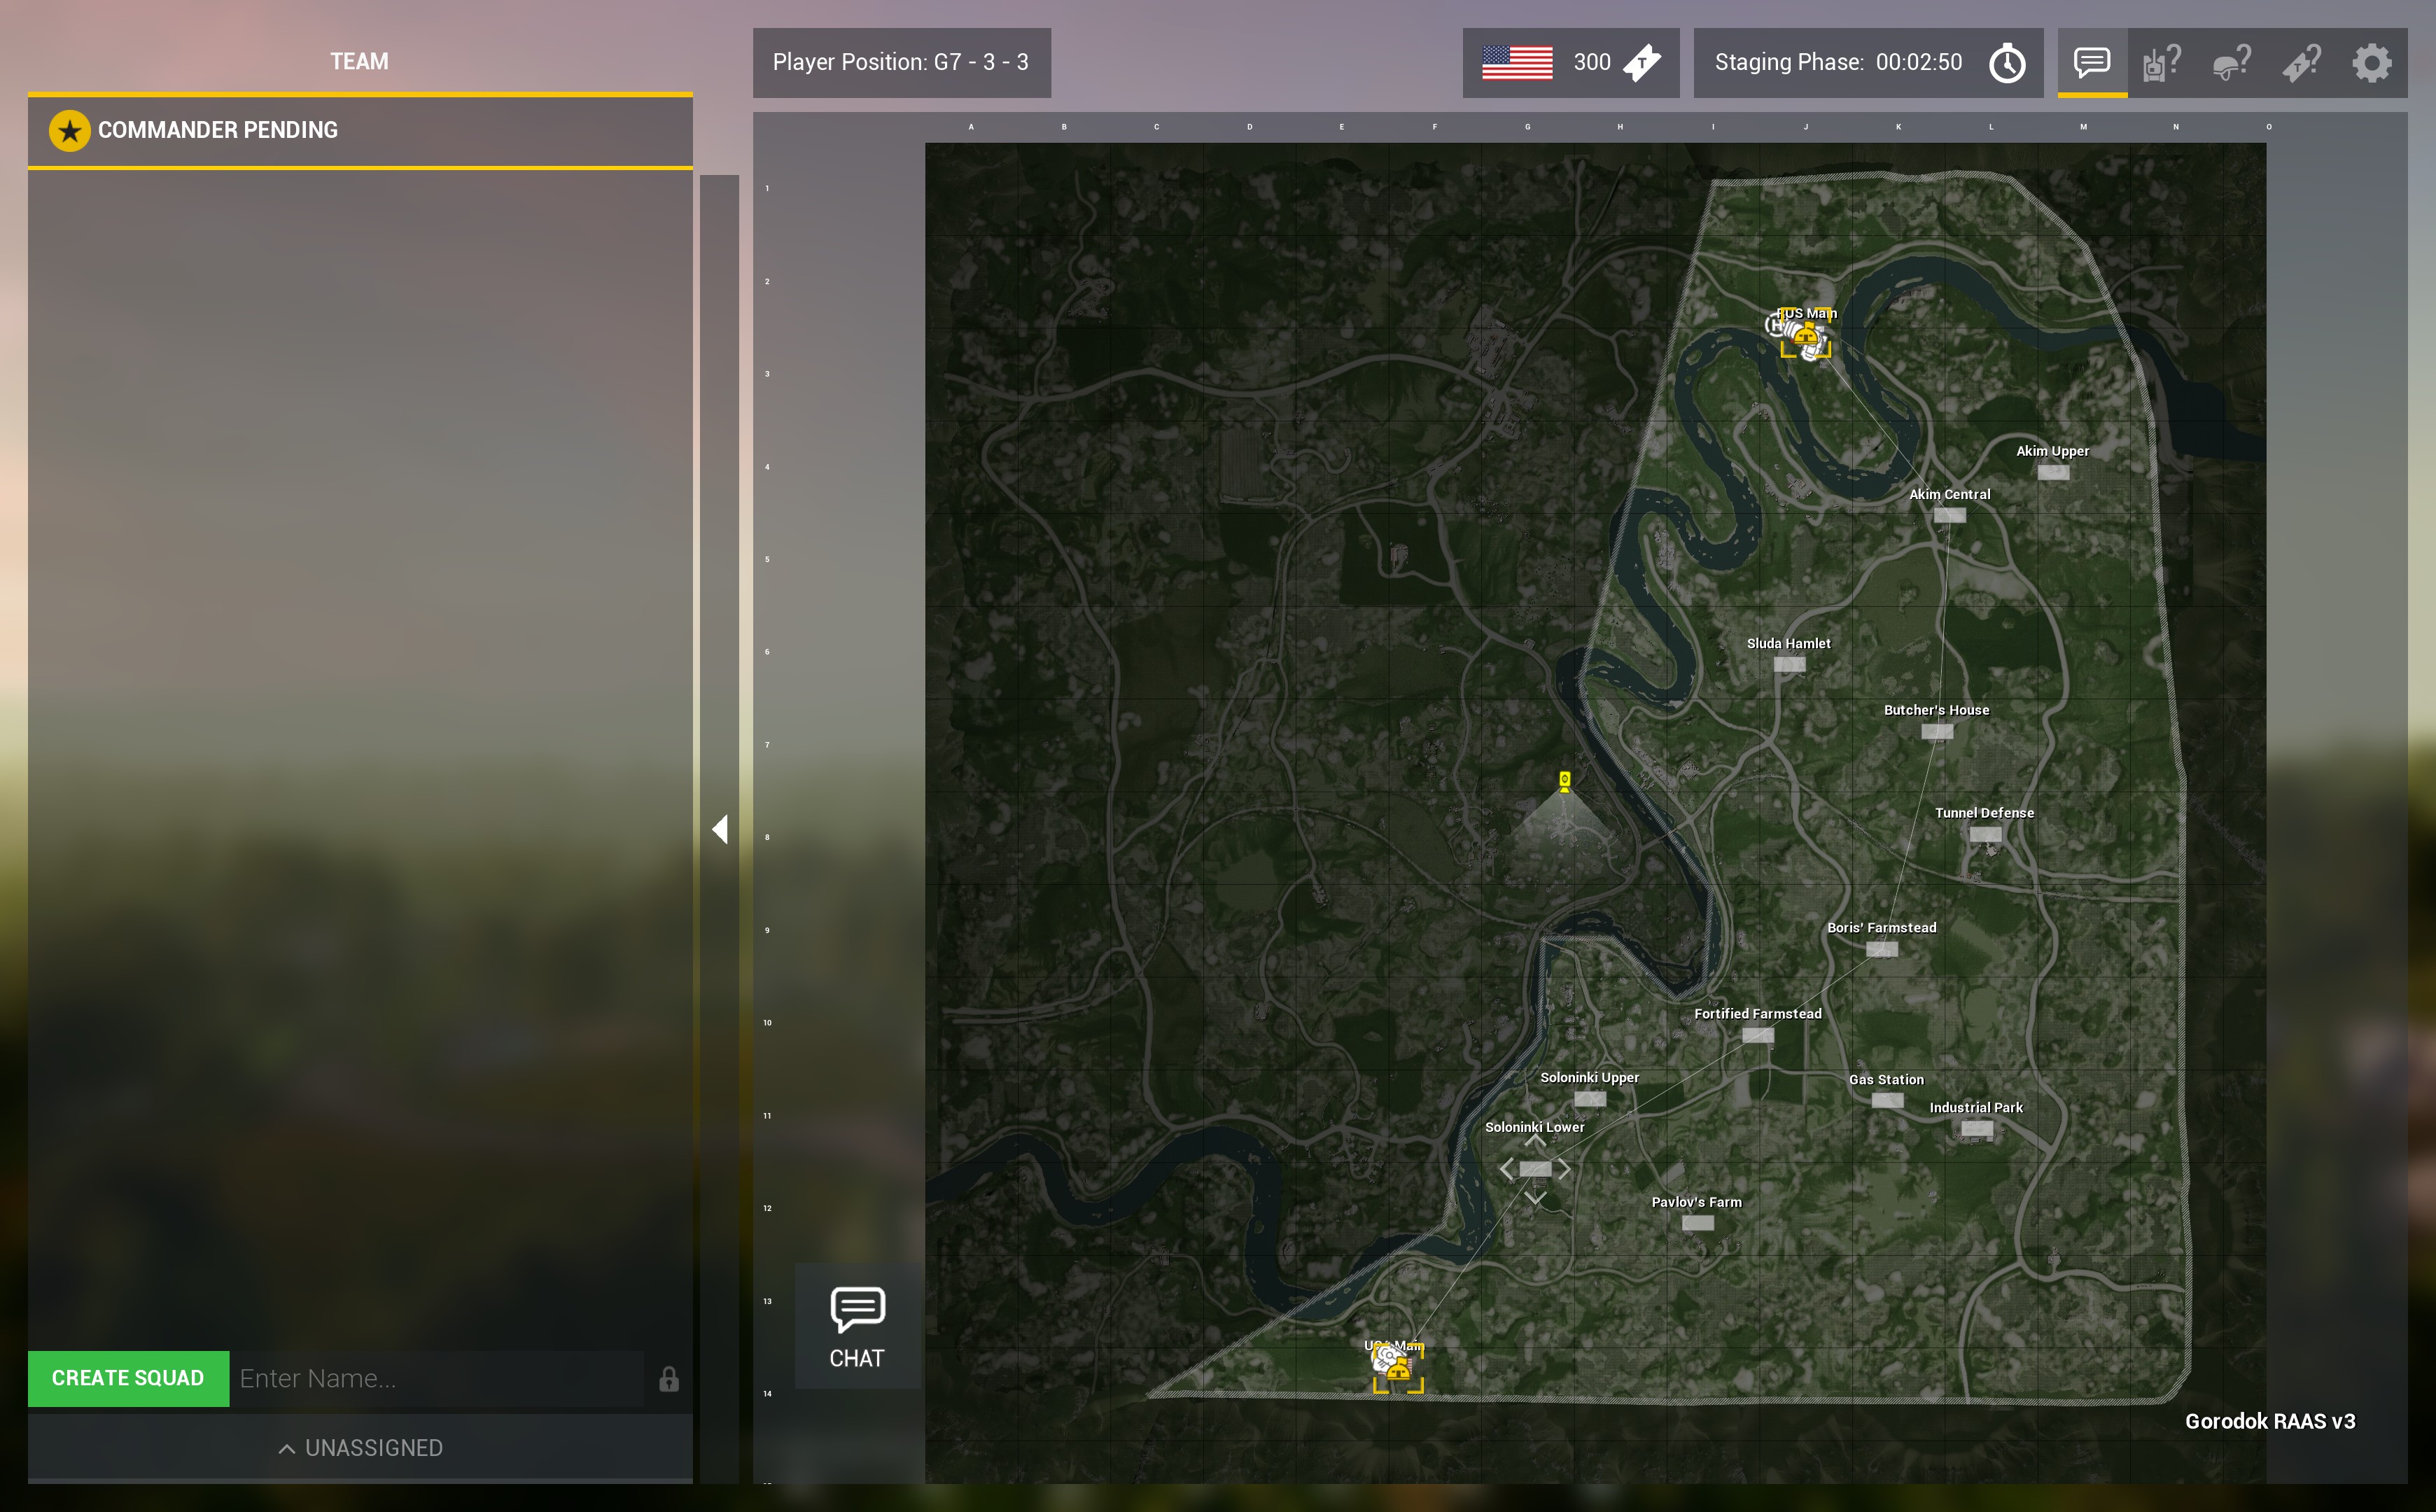 TEAM
COMMANDER PENDING
Player Position: G7 - 3 - 3
300
Staging Phase: 00:02:50
A B C D E F G H I J K L M N O
1
2
3
4
5
6
7
8
9
10
11
12
13
14
RUS Main
Akim Upper
Akim Central
Sluda Hamlet
Butcher's House
Tunnel Defense
Boris' Farmstead
Fortified Farmstead
Soloninki Upper
Gas Station
Industrial Park
Soloninki Lower
Pavlov's Farm
USA Main
CHAT
CREATE SQUAD
Enter Name...
UNASSIGNED
Gorodok RAAS v3